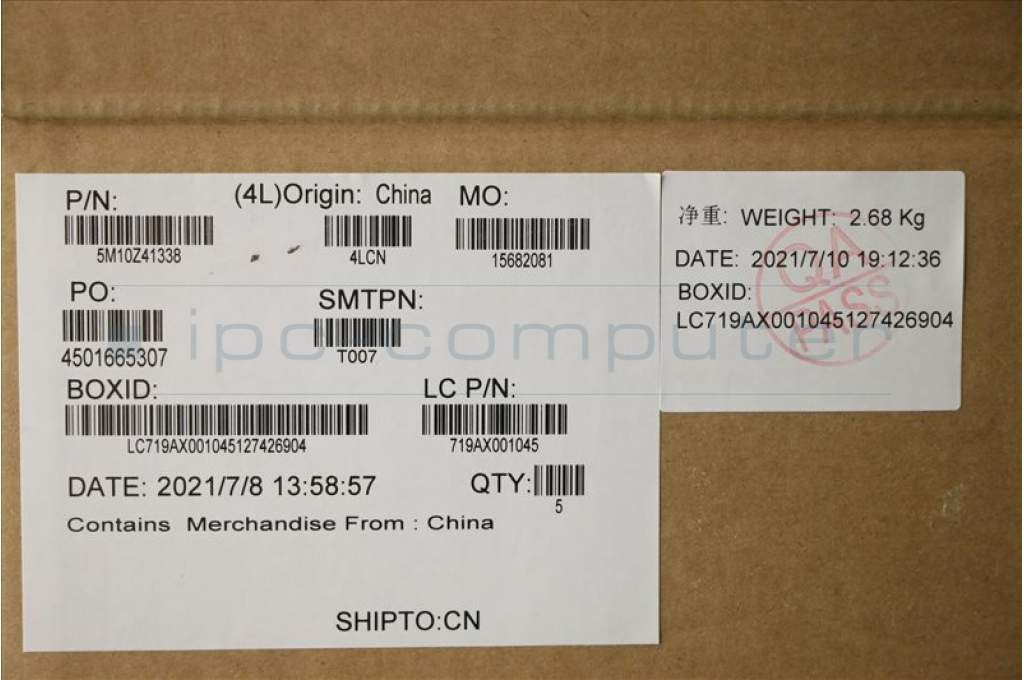 P/N: (4L)Origin: China MO:
5M10Z41338 4LCN 15682081
PO: SMTPN:
4501665307 T007
BOXID: LC P/N:
LC719AX001045127426904 719AX001045
DATE: 2021/7/8 13:58:57 QTY:
5
Contains Merchandise From : China
SHIPTO:CN
净重: WEIGHT: 2.68 Kg
DATE: 2021/7/10 19:12:36
BOXID:
LC719AX001045127426904
QA
PASS
ipo computer